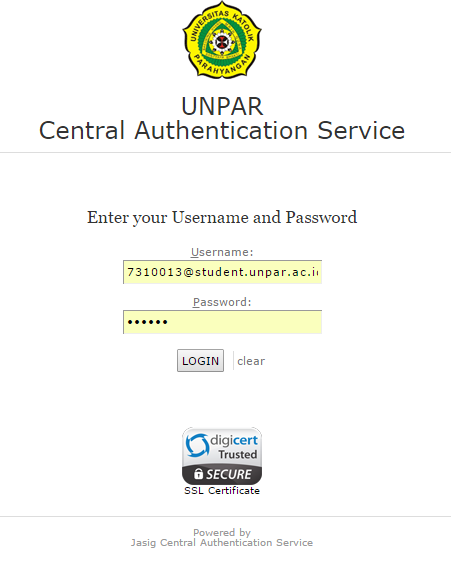 UNIVERSITAS KATOLIK
PARAHYANGAN
UNPAR
Central Authentication Service
Enter your Username and Password
Username:
7310013@student.unpar.ac.i
Password:
••••••
LOGIN
clear
digicert
Trusted
SECURE
SSL Certificate
Powered by
Jasig Central Authentication Service